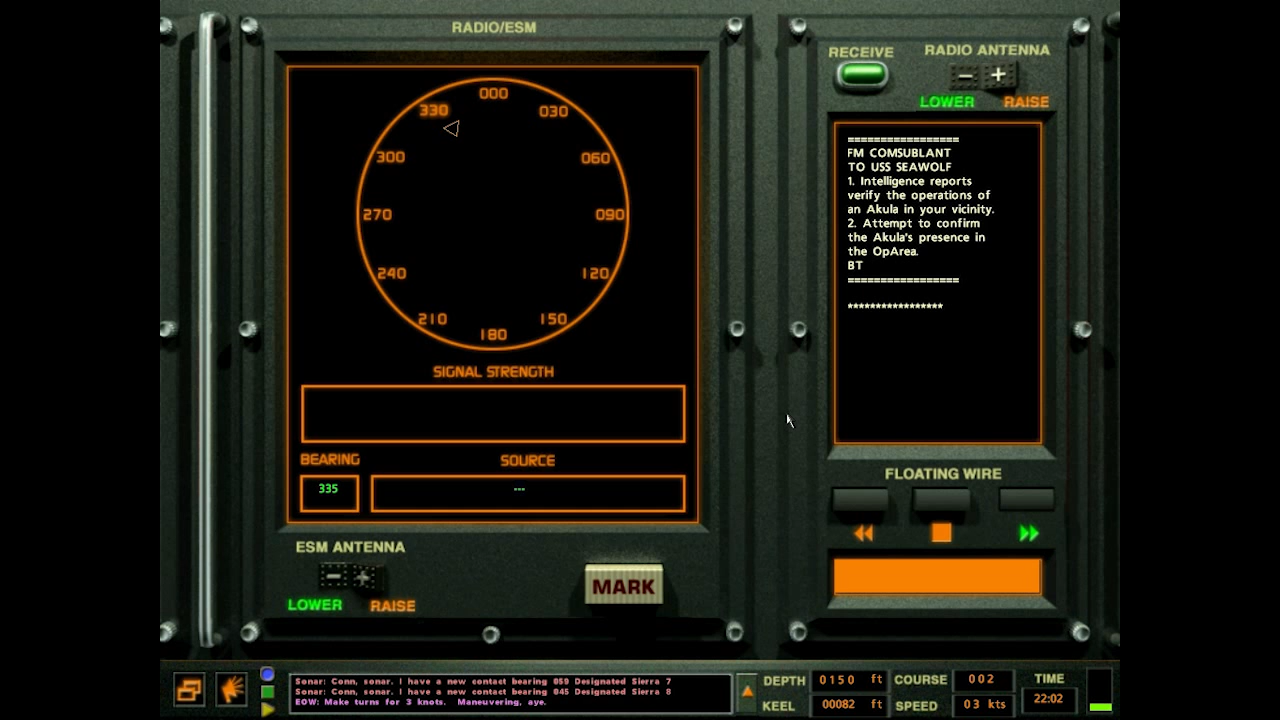 RADIO/ESM
000
330
030
300
060
270
090
240
120
210
150
180
SIGNAL STRENGTH
BEARING
SOURCE
335
---
ESM ANTENNA
- +
LOWER RAISE
MARK
RECEIVE
RADIO ANTENNA
- +
LOWER RAISE
================
FM COMSUBLANT
TO USS SEAWOLF
1. Intelligence reports
verify the operations of
an Akula in your vicinity.
2. Attempt to confirm
the Akula's presence in
the OpArea.
BT
================
*****************
FLOATING WIRE
Sonar: Conn, sonar. I have a new contact bearing 059 Designated Sierra 7
Sonar: Conn, sonar. I have a new contact bearing 045 Designated Sierra 8
EOW: Make turns for 3 knots. Maneuvering, aye.
DEPTH 0150 ft COURSE 002 TIME
KEEL 00082 ft SPEED 03 kts 22:02